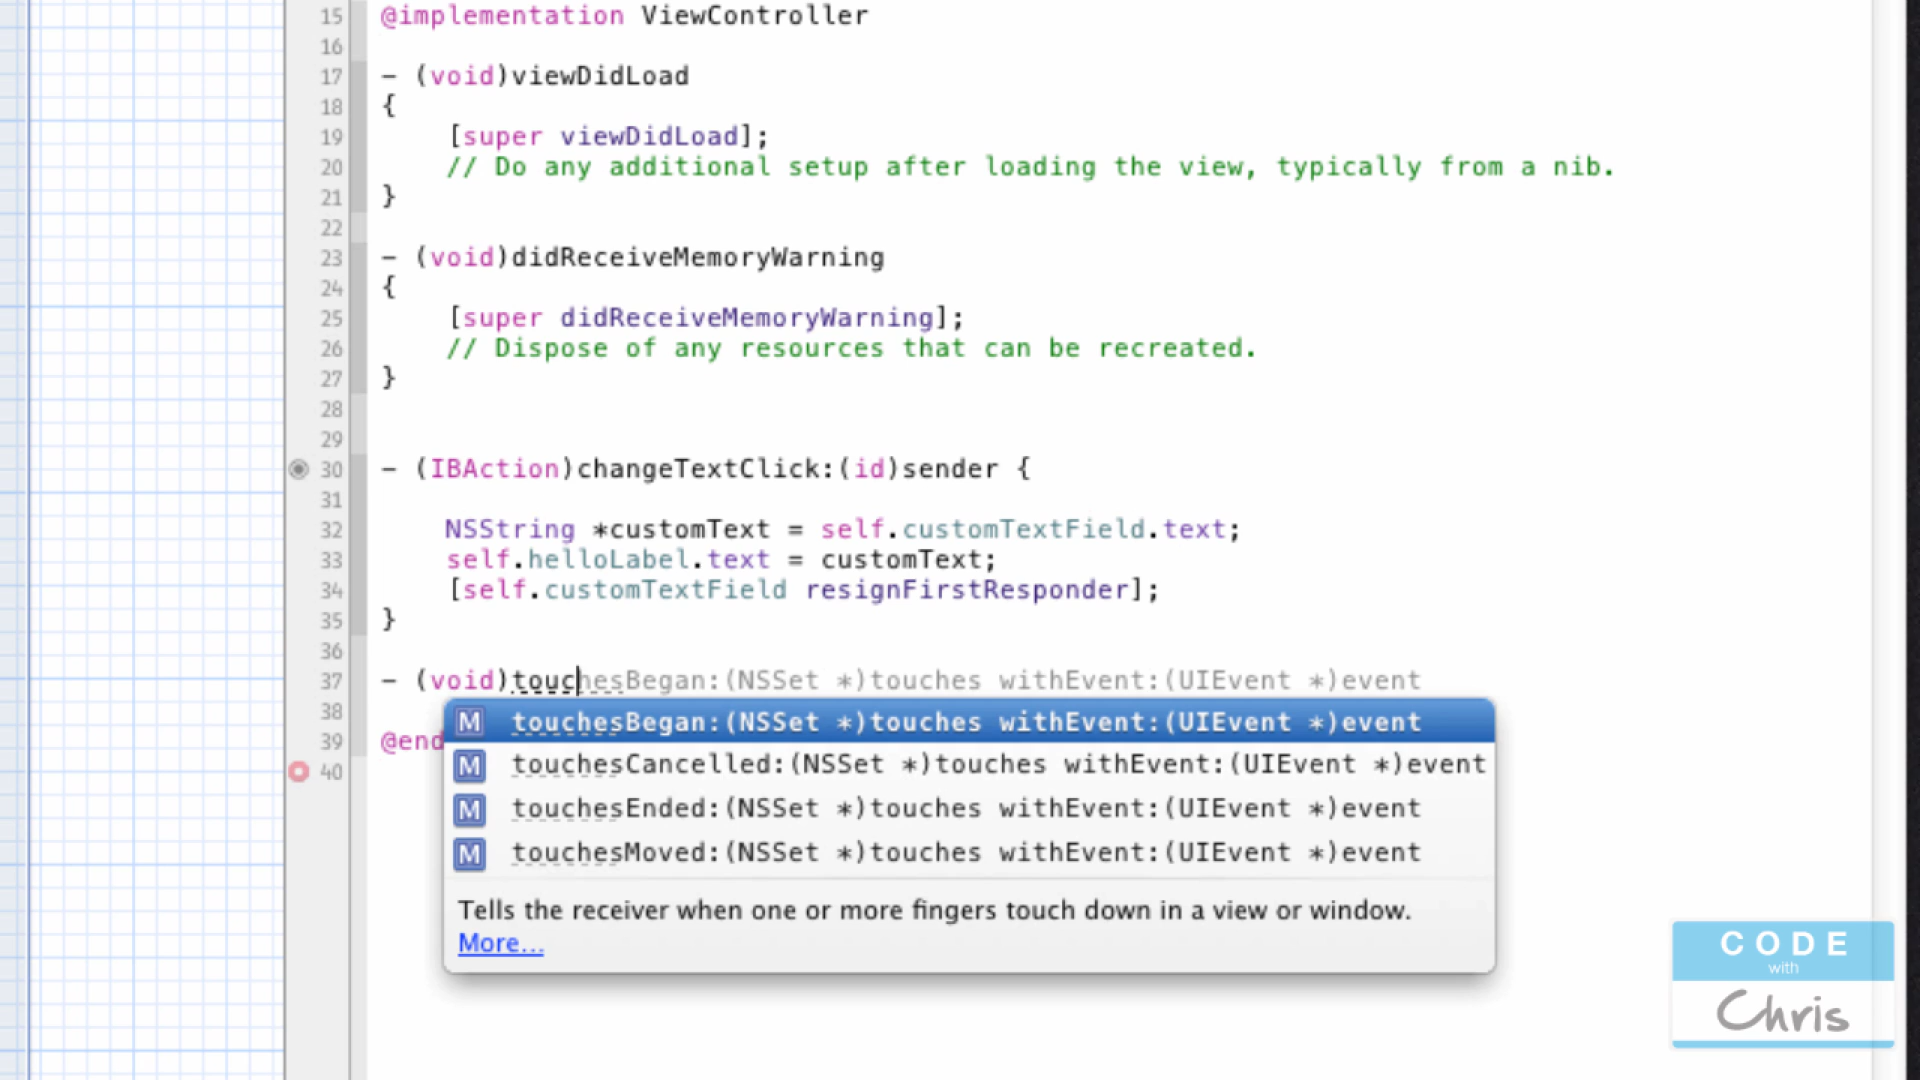 15 @implementation ViewController
16
17 - (void)viewDidLoad
18 {
19 [super viewDidLoad];
20 // Do any additional setup after loading the view, typically from a nib.
21 }
22
23 - (void)didReceiveMemoryWarning
24 {
25 [super didReceiveMemoryWarning];
26 // Dispose of any resources that can be recreated.
27 }
28
29
30 - (IBAction)changeTextClick:(id)sender {
31
32 NSString *customText = self.customTextField.text;
33 self.helloLabel.text = customText;
34 [self.customTextField resignFirstResponder];
35 }
36
37 - (void)touchesBegan:(NSSet *)touches withEvent:(UIEvent *)event
38
M touchesBegan:(NSSet *)touches withEvent:(UIEvent *)event
39 @end
M touchesCancelled:(NSSet *)touches withEvent:(UIEvent *)event
40
M touchesEnded:(NSSet *)touches withEvent:(UIEvent *)event
M touchesMoved:(NSSet *)touches withEvent:(UIEvent *)event
Tells the receiver when one or more fingers touch down in a view or window.
More...
CODE
with
Chris